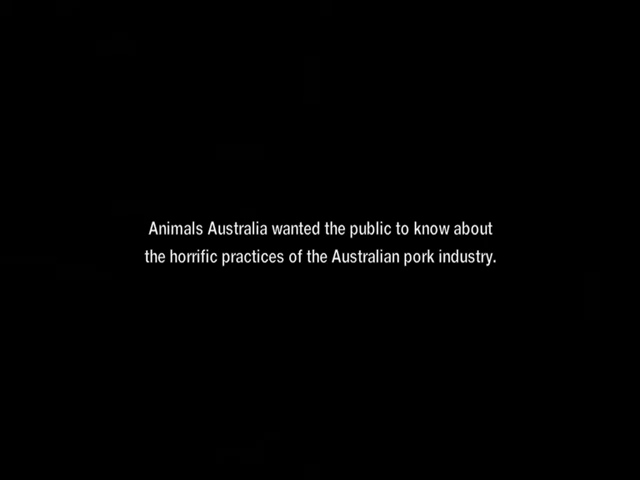 Animals Australia wanted the public to know about
the horrific practices of the Australian pork industry.